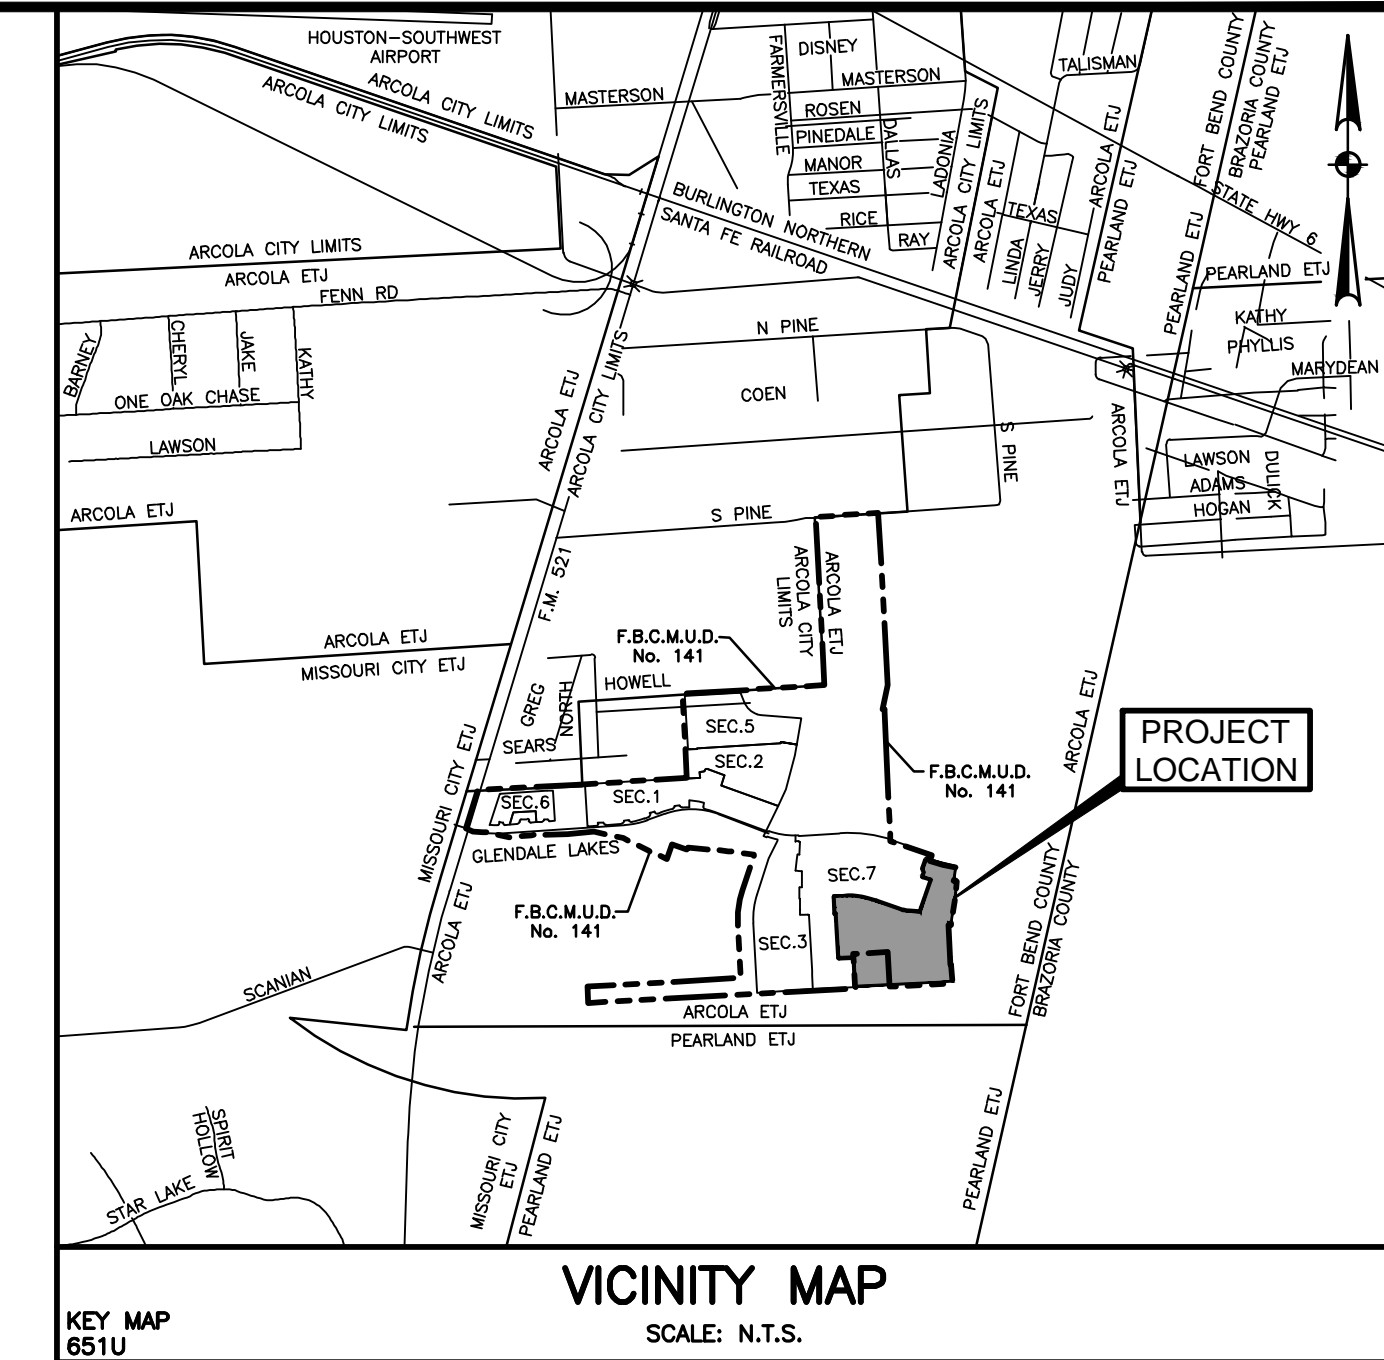 HOUSTON-SOUTHWEST
AIRPORT
ARCOLA CITY LIMITS
ARCOLA CITY LIMITS
MASTERSON
FARMERSVILLE
DISNEY
MASTERSON
ROSEN
PINEDALE
DALLAS
MANOR
TEXAS
RICE
RAY
LADONIA
ARCOLA CITY LIMITS
ARCOLA ETJ
TALISMAN
TEXAS
LINDA
JERRY
JUDY
ARCOLA ETJ
PEARLAND ETJ
FORT BEND COUNTY
BRAZORIA COUNTY
PEARLAND ETJ
STATE HWY 6
PEARLAND ETJ
PEARLAND ETJ
KATHY
PHYLLIS
MARYDEAN
BURLINGTON NORTHERN
SANTA FE RAILROAD
ARCOLA CITY LIMITS
ARCOLA ETJ
FENN RD
BARNEY
CHERYL
JAKE
KATHY
ONE OAK CHASE
LAWSON
ARCOLA ETJ
ARCOLA CITY LIMITS
N PINE
COEN
S PINE
ARCOLA ETJ
LAWSON
ADAMS
HOGAN
DULICK
ARCOLA ETJ
S PINE
F.M. 521
ARCOLA CITY
LIMITS
ARCOLA ETJ
ARCOLA ETJ
MISSOURI CITY ETJ
F.B.C.M.U.D.
No. 141
HOWELL
GREG
NORTH
SEARS
SEC.5
SEC.2
SEC.6
SEC.1
MISSOURI CITY ETJ
ARCOLA ETJ
GLENDALE LAKES
F.B.C.M.U.D.
No. 141
F.B.C.M.U.D.
No. 141
SEC.7
SEC.3
ARCOLA ETJ
PROJECT
LOCATION
FORT BEND COUNTY
BRAZORIA COUNTY
SCANIAN
ARCOLA ETJ
PEARLAND ETJ
SPIRIT
HOLLOW
STAR LAKE
MISSOURI CITY
ETJ
PEARLAND ETJ
PEARLAND ETJ
VICINITY MAP
SCALE: N.T.S.
KEY MAP
651U